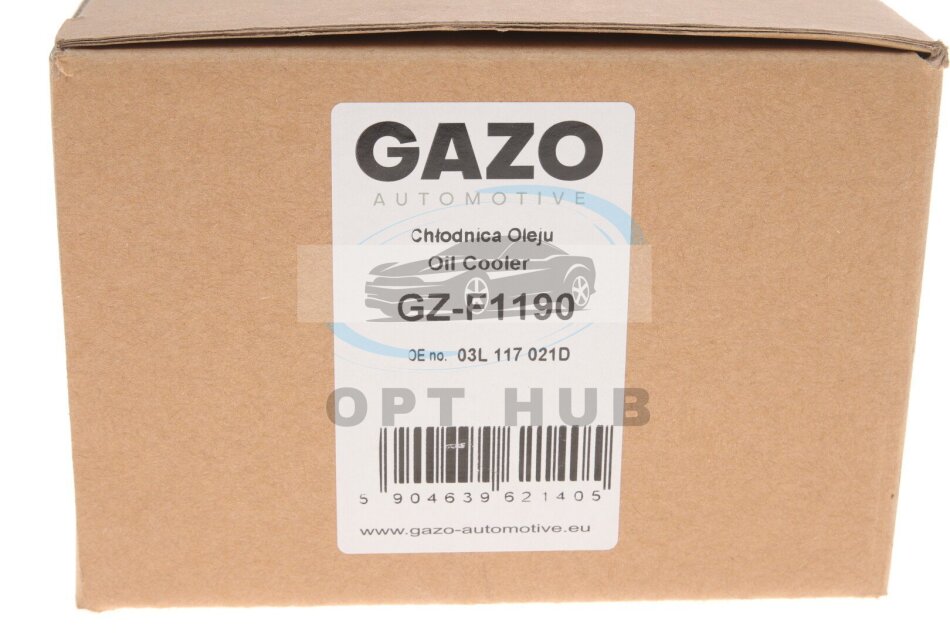 GAZO
AUTOMOTIVE
Chłodnica Oleju
Oil Cooler
GZ-F1190
OE no. 03L 117 021D
OPT HUB
5 904639 621405
www.gazo-automotive.eu